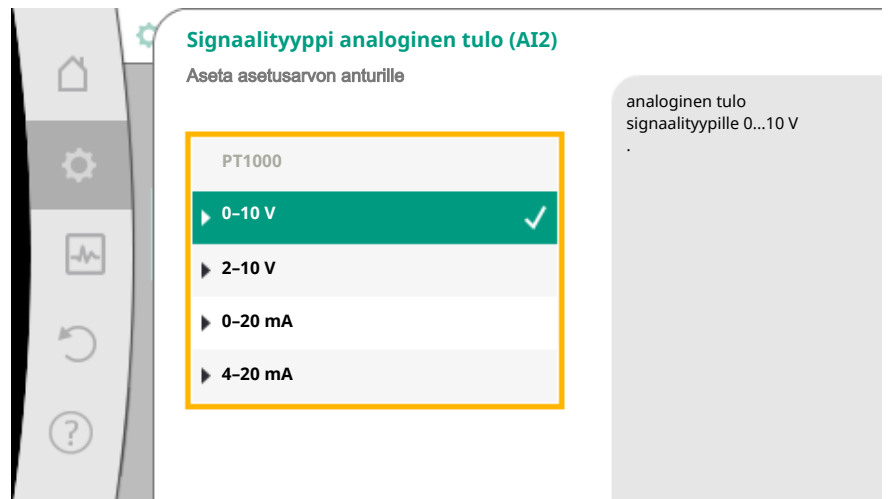 Signaalityyppi analoginen tulo (AI2)
Aseta asetusarvon anturille
PT1000
0–10 V
2–10 V
0–20 mA
4–20 mA
analoginen tulo
signaalityypille 0...10 V
.
?